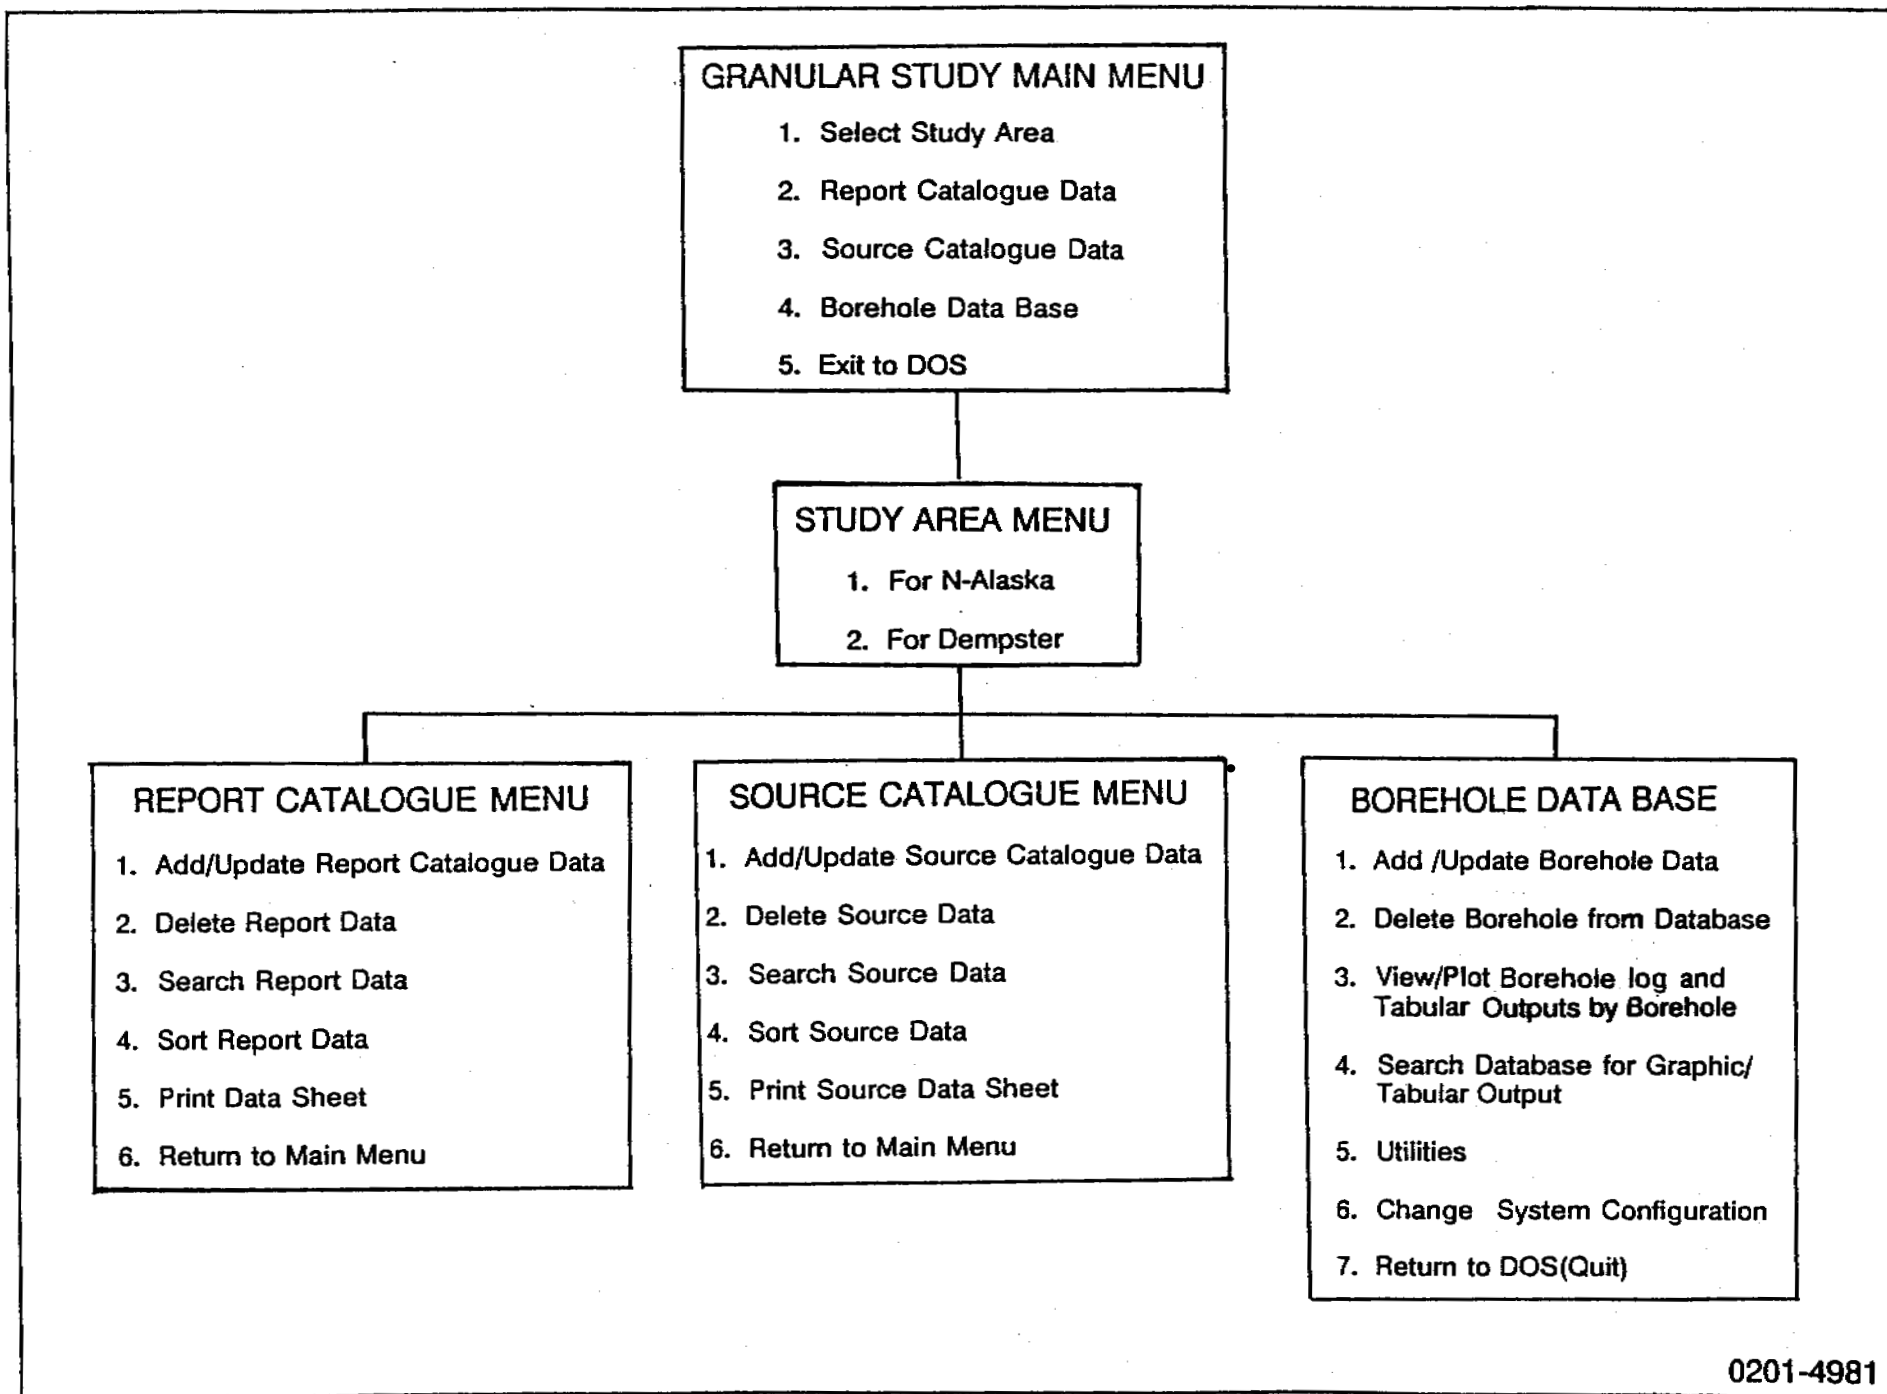 GRANULAR STUDY MAIN MENU
1. Select Study Area
2. Report Catalogue Data
3. Source Catalogue Data
4. Borehole Data Base
5. Exit to DOS
STUDY AREA MENU
1. For N-Alaska
2. For Dempster
REPORT CATALOGUE MENU
1. Add/Update Report Catalogue Data
2. Delete Report Data
3. Search Report Data
4. Sort Report Data
5. Print Data Sheet
6. Return to Main Menu
SOURCE CATALOGUE MENU
1. Add/Update Source Catalogue Data
2. Delete Source Data
3. Search Source Data
4. Sort Source Data
5. Print Source Data Sheet
6. Return to Main Menu
BOREHOLE DATA BASE
1. Add /Update Borehole Data
2. Delete Borehole from Database
3. View/Plot Borehole log and
Tabular Outputs by Borehole
4. Search Database for Graphic/
Tabular Output
5. Utilities
6. Change System Configuration
7. Return to DOS(Quit)
0201-4981